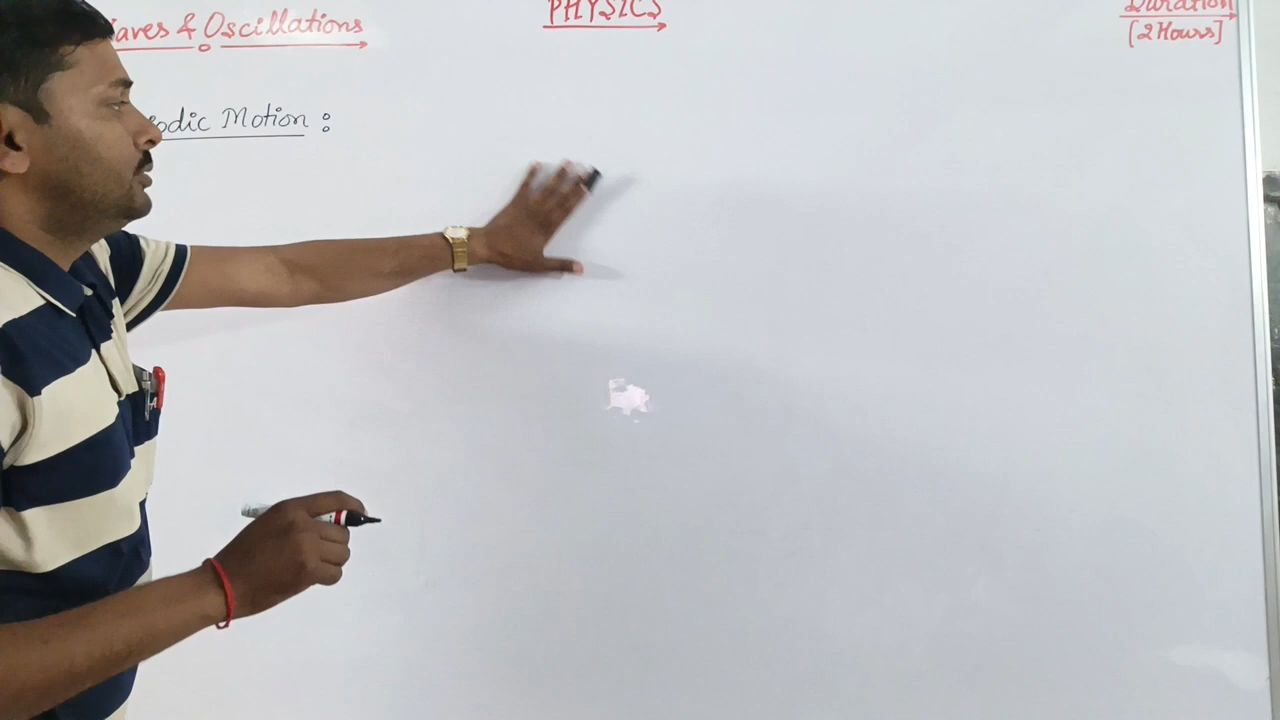 aves & Oscillations
PHYSICS
Duration
[2 Hours]
odic Motion :